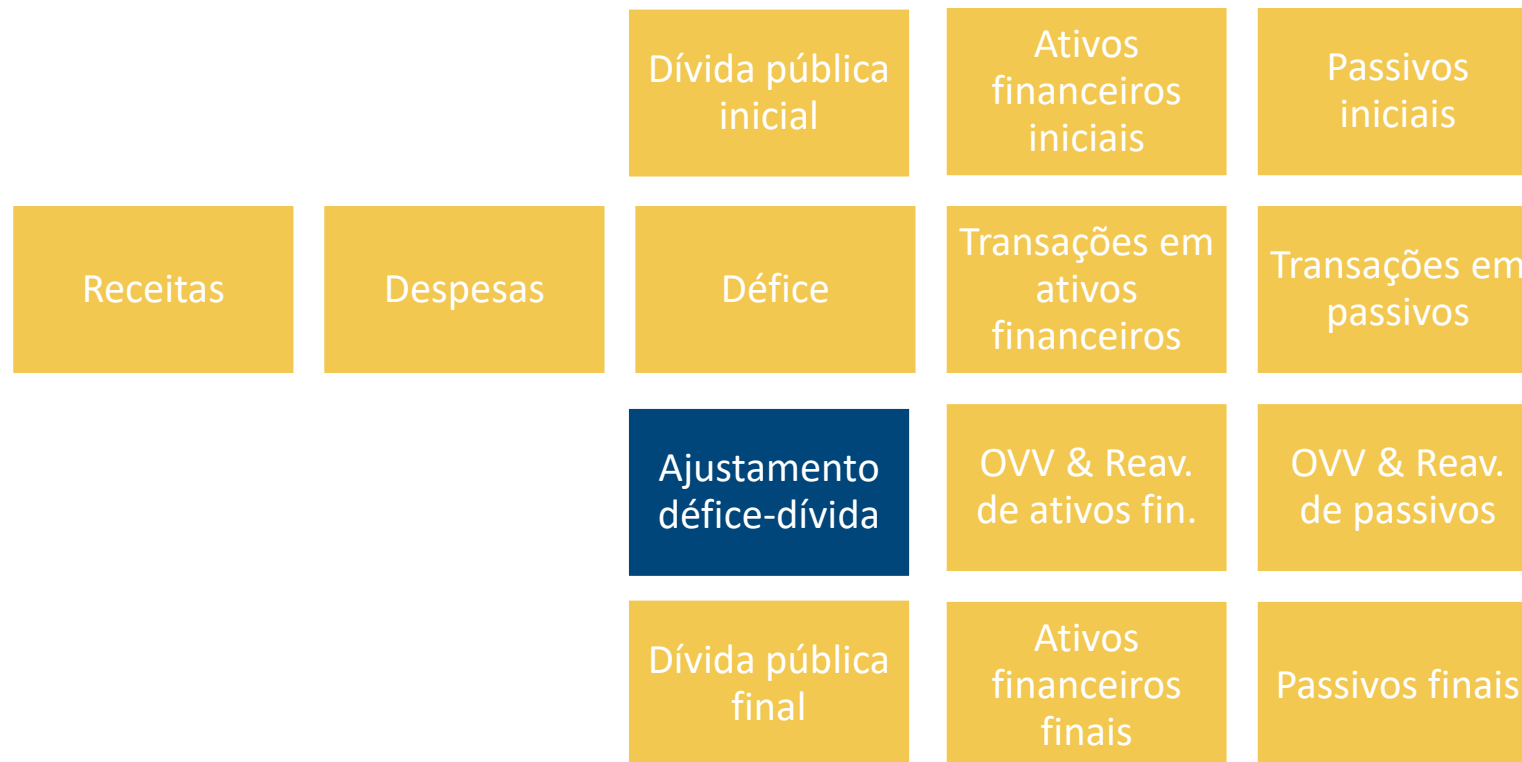 Dívida pública
inicial
Ativos
financeiros
iniciais
Passivos
iniciais
Receitas
Despesas
Défice
Transações em
ativos
financeiros
Transações em
passivos
Ajustamento
défice-dívida
OVV & Reav.
de ativos fin.
OVV & Reav.
de passivos
Dívida pública
final
Ativos
financeiros
finais
Passivos finais